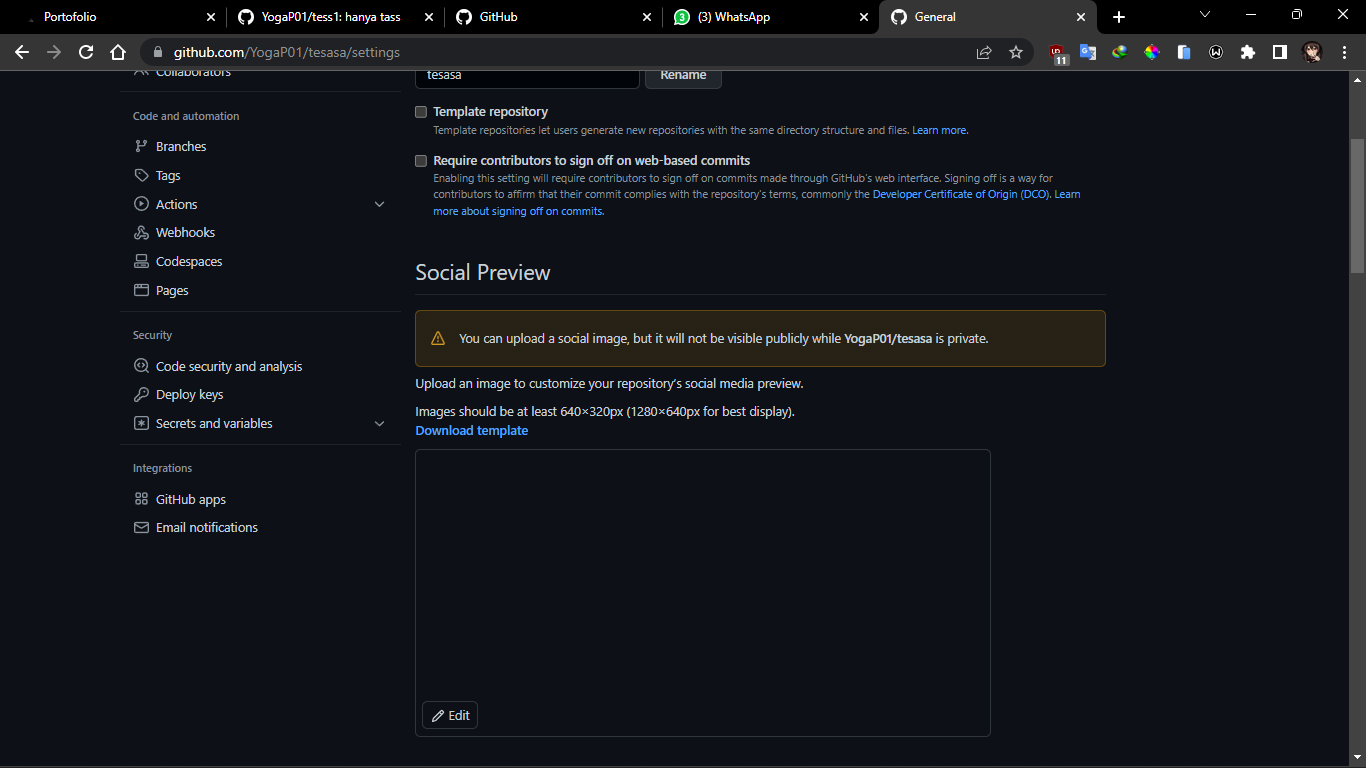 Portofolio
YogaP01/tess1: hanya tass
GitHub
3
(3) WhatsApp
General
github.com/YogaP01/tesasa/settings
11
Collaborators
tesasa
Rename
Code and automation
Branches
Tags
Actions
Webhooks
Codespaces
Pages
Security
Code security and analysis
Deploy keys
Secrets and variables
Integrations
GitHub apps
Email notifications
Template repository
Template repositories let users generate new repositories with the same directory structure and files. Learn more.
Require contributors to sign off on web-based commits
Enabling this setting will require contributors to sign off on commits made through GitHub's web interface. Signing off is a way for
contributors to affirm that their commit complies with the repository's terms, commonly the Developer Certificate of Origin (DCO). Learn
more about signing off on commits.
Social Preview
You can upload a social image, but it will not be visible publicly while YogaP01/tesasa is private.
Upload an image to customize your repository's social media preview.
Images should be at least 640×320px (1280×640px for best display).
Download template
Edit